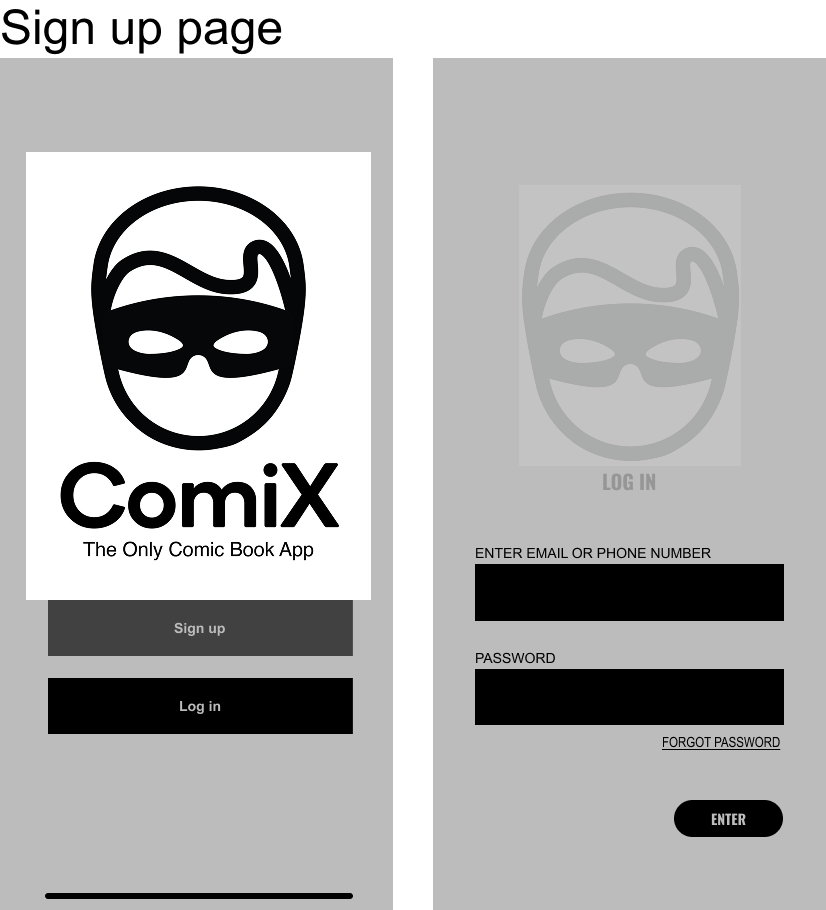 Sign up page
ComiX
The Only Comic Book App
Sign up
Log in
LOG IN
ENTER EMAIL OR PHONE NUMBER
PASSWORD
FORGOT PASSWORD
ENTER